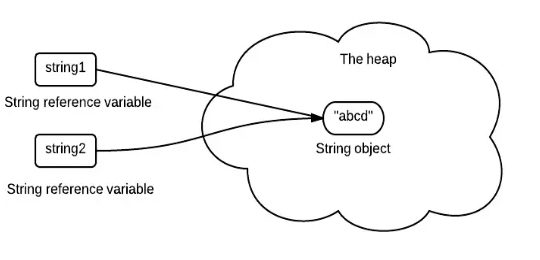 string1
String reference variable
string2
String reference variable
The heap
"abcd"
String object